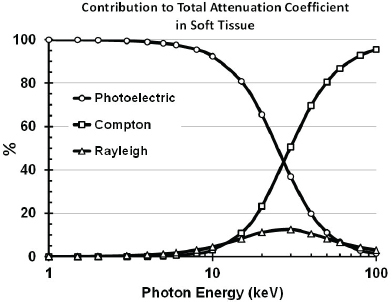 Contribution to Total Attenuation Coefficient
in Soft Tissue
100
80
60
40
20
0
%
Photoelectric
Compton
Rayleigh
1
10
100
Photon Energy (keV)